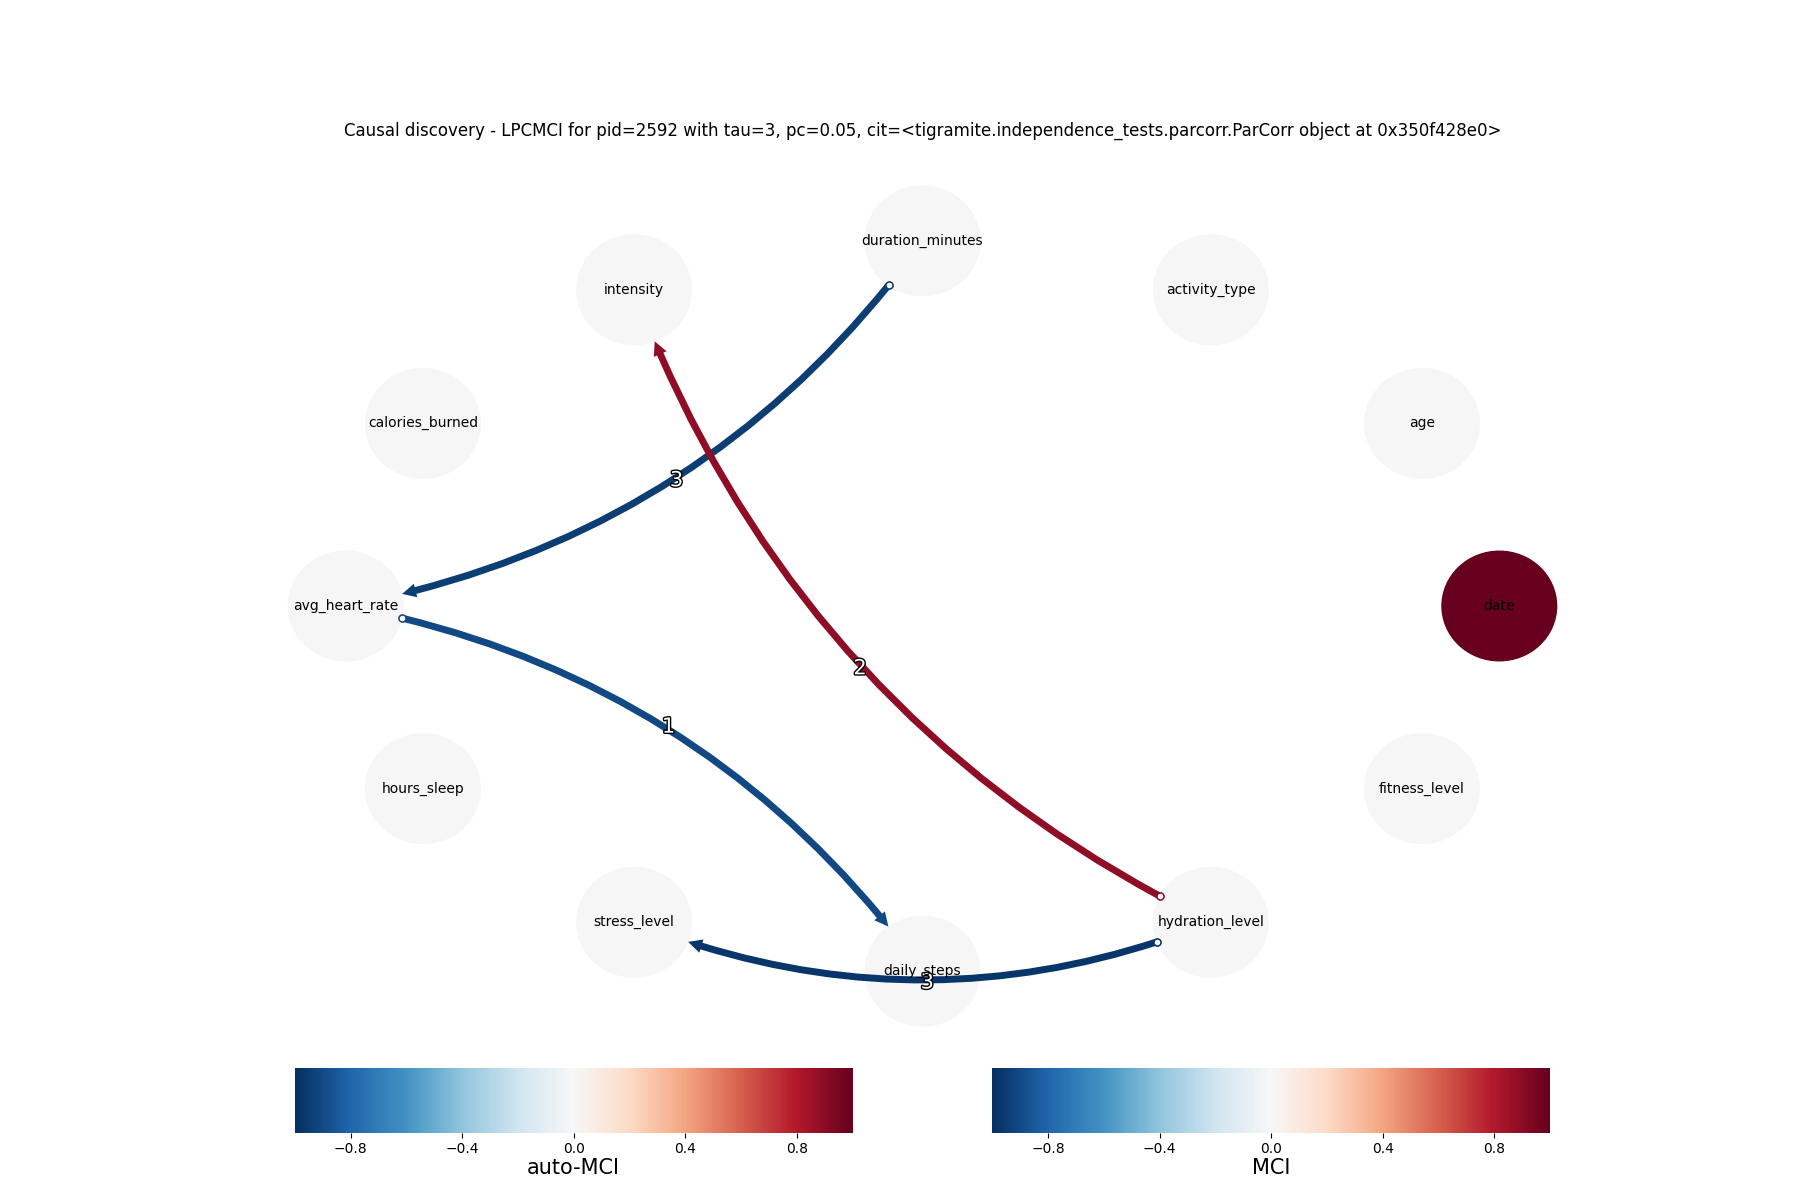 Causal discovery - LPCMCI for pid=2592 with tau=3, pc=0.05, cit=<tigramite.independence_tests.parcorr.ParCorr object at 0x350f428e0>
duration_minutes
intensity
activity_type
calories_burned
age
3
avg_heart_rate
date
2
1
hours_sleep
fitness_level
stress_level
hydration_level
daily_steps
3
−0.8 −0.4 0.0 0.4 0.8
auto-MCI
−0.8 −0.4 0.0 0.4 0.8
MCI